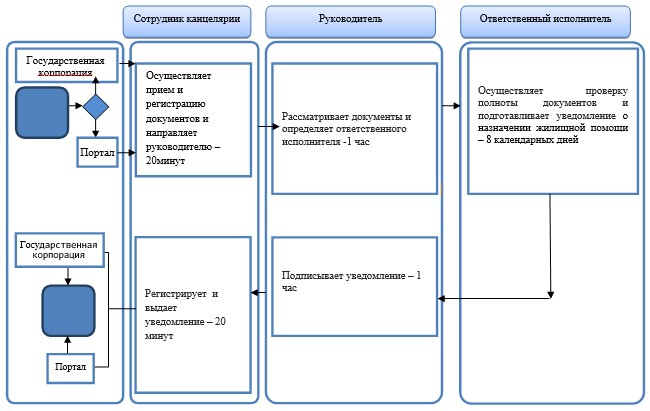 Сотрудник канцелярии
Руководитель
Ответственный исполнитель
Государственная
корпорация
Портал
Осуществляет
прием и
регистрацию
документов и
направляет
руководителю –
20минут
Рассматривает документы и
определяет ответственного
исполнителя -1 час
Осуществляет проверку
полноты документов и
подготавливает уведомление о
назначении жилищной помощи
– 8 календарных дней
Государственная
корпорация
Портал
Регистрирует и
выдает
уведомление – 20
минут
Подписывает уведомление – 1
час